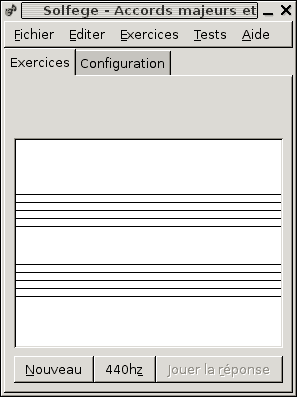 Solfege - Accords majeurs et
Fichier Editer Exercices Tests Aide
Exercices Configuration
Nouveau 440hz Jouer la réponse